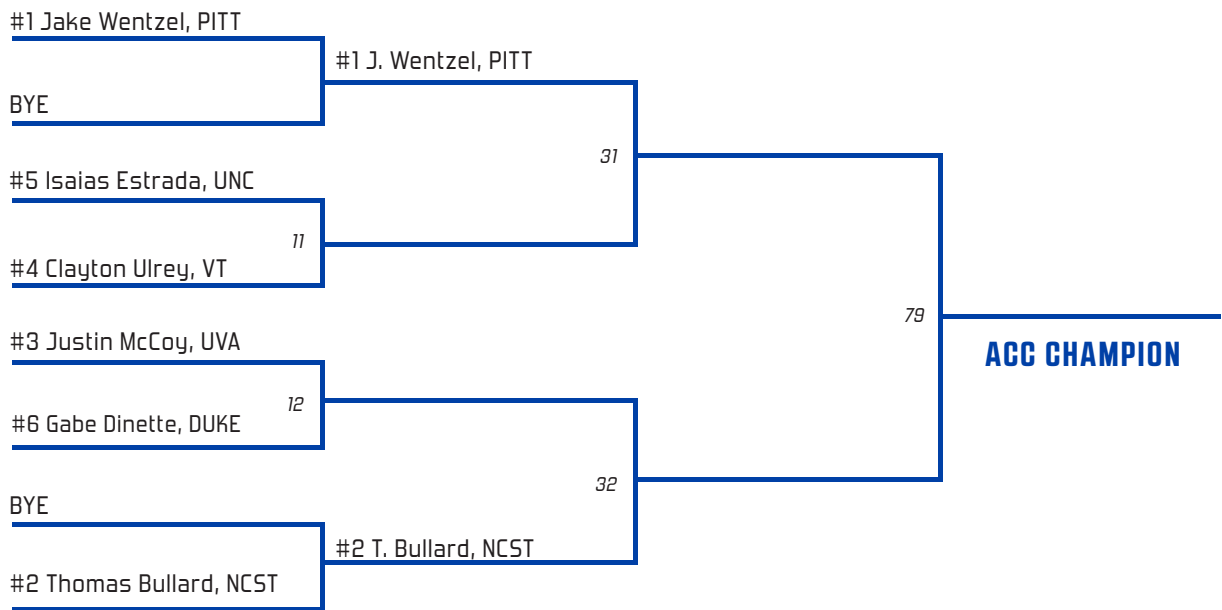 #1 Jake Wentzel, PITT
#1 J. Wentzel, PITT
BYE
31
#5 Isaias Estrada, UNC
11
#4 Clayton Ulrey, VT
79
ACC CHAMPION
#3 Justin McCoy, UVA
12
#6 Gabe Dinette, DUKE
32
BYE
#2 T. Bullard, NCST
#2 Thomas Bullard, NCST